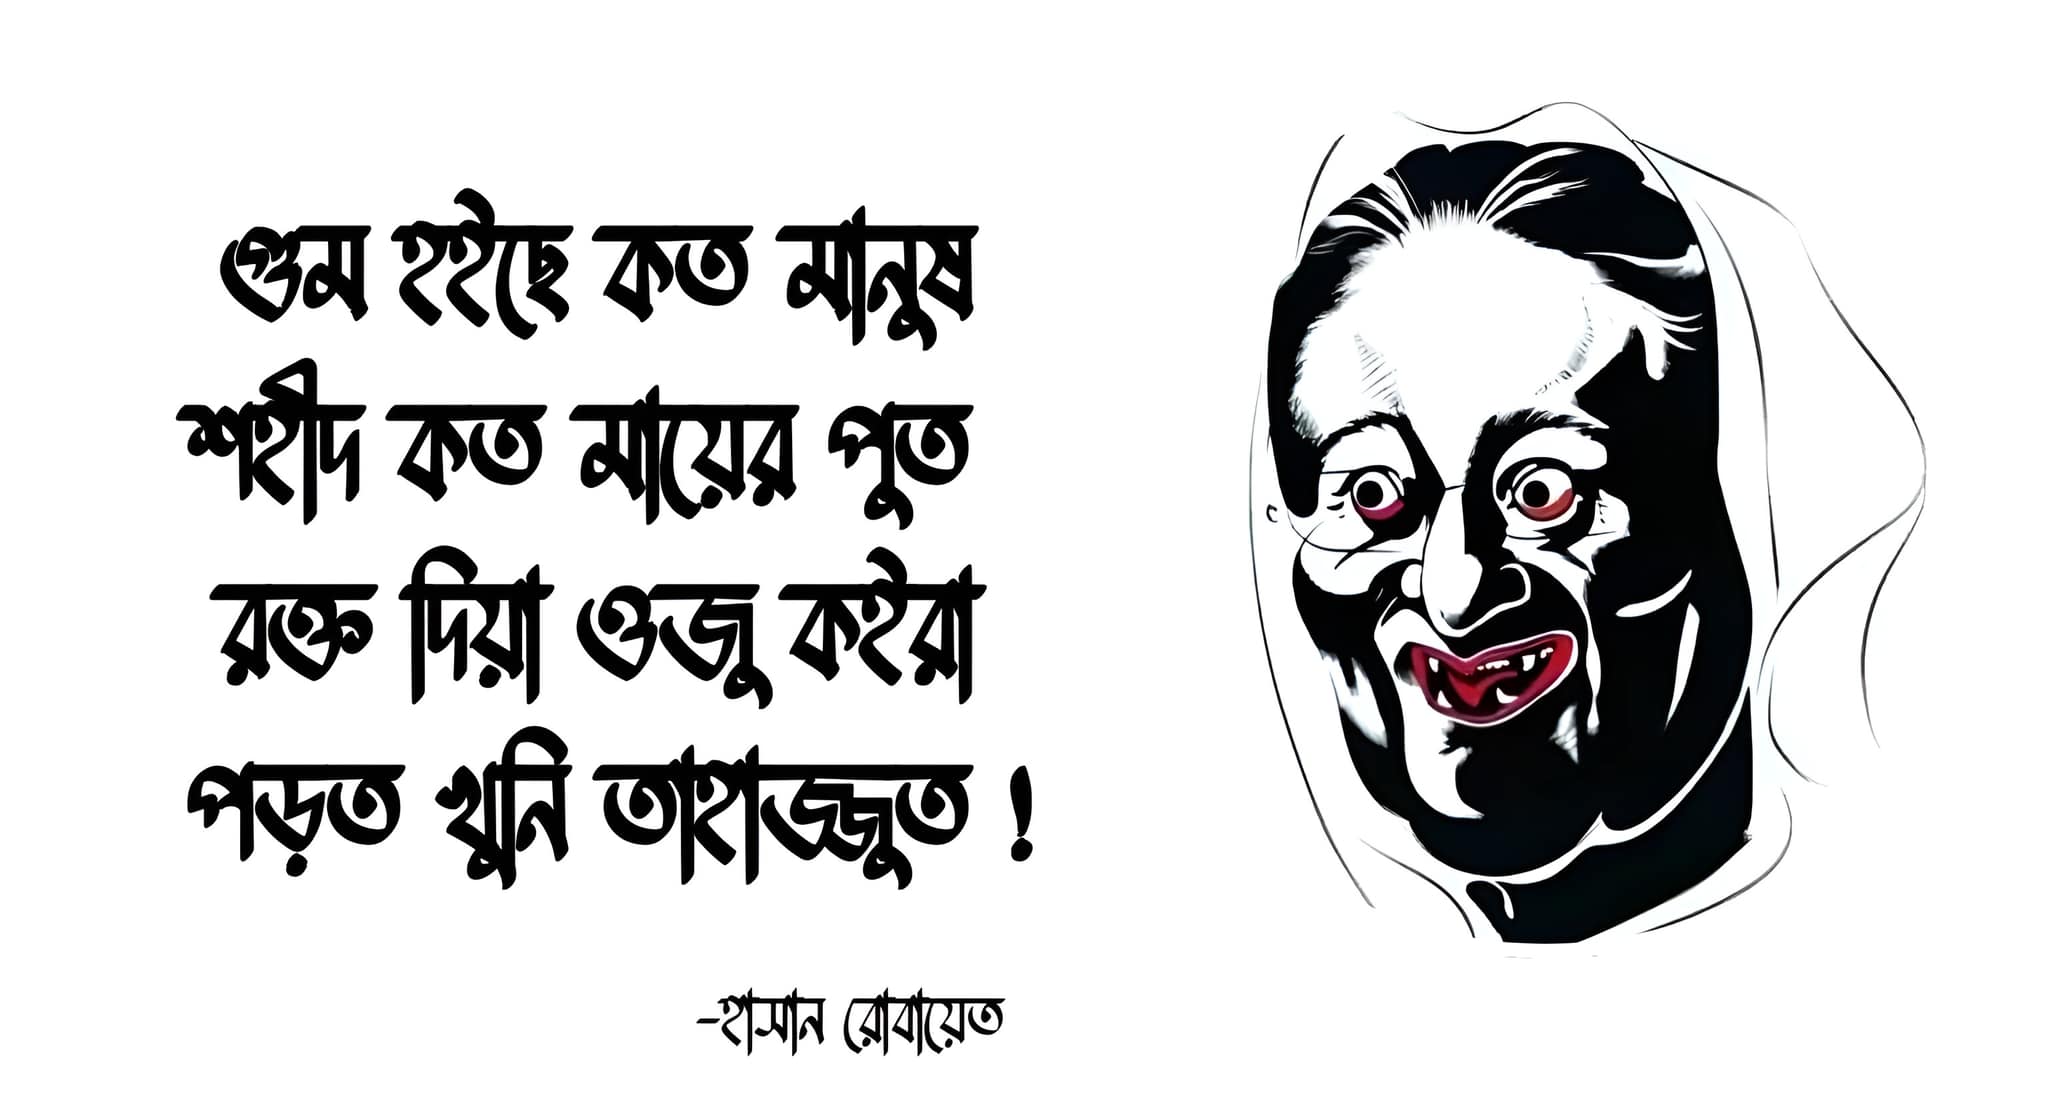 গুম হইছে কত মানুষ
শহীদ কত মায়ের পুত
রক্ত দিয়া ওজু কইরা
পড়ত খুনি তাহাজ্জুত !
-হাসান রোবায়েত